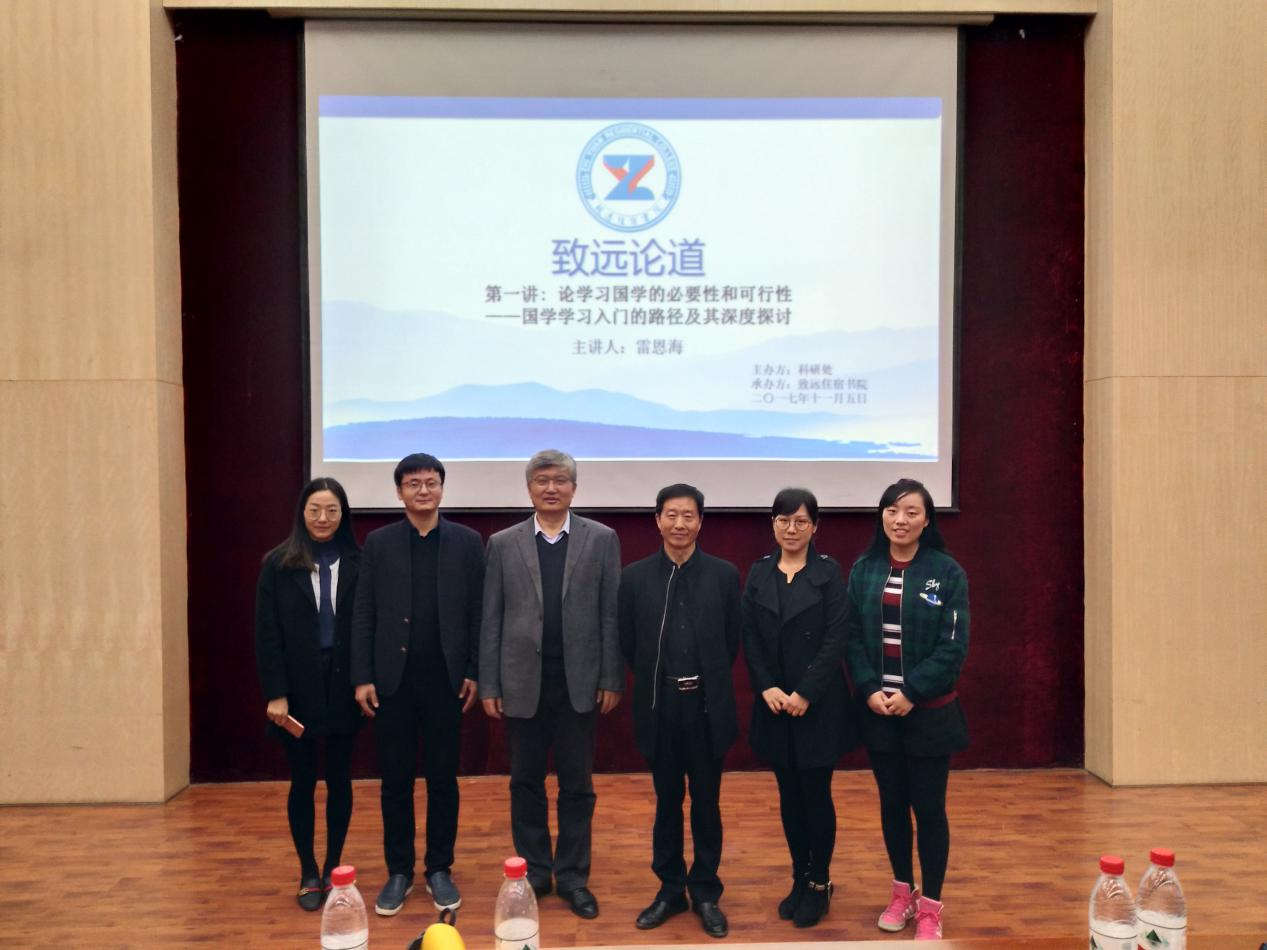 致远论道
第一讲：论学习国学的必要性和可行性
——国学学习入门的路径及其深度探讨
主讲人：雷恩海
主办方：科研处
承办方：致远住宿书院
二〇一七年十一月五日
Sky